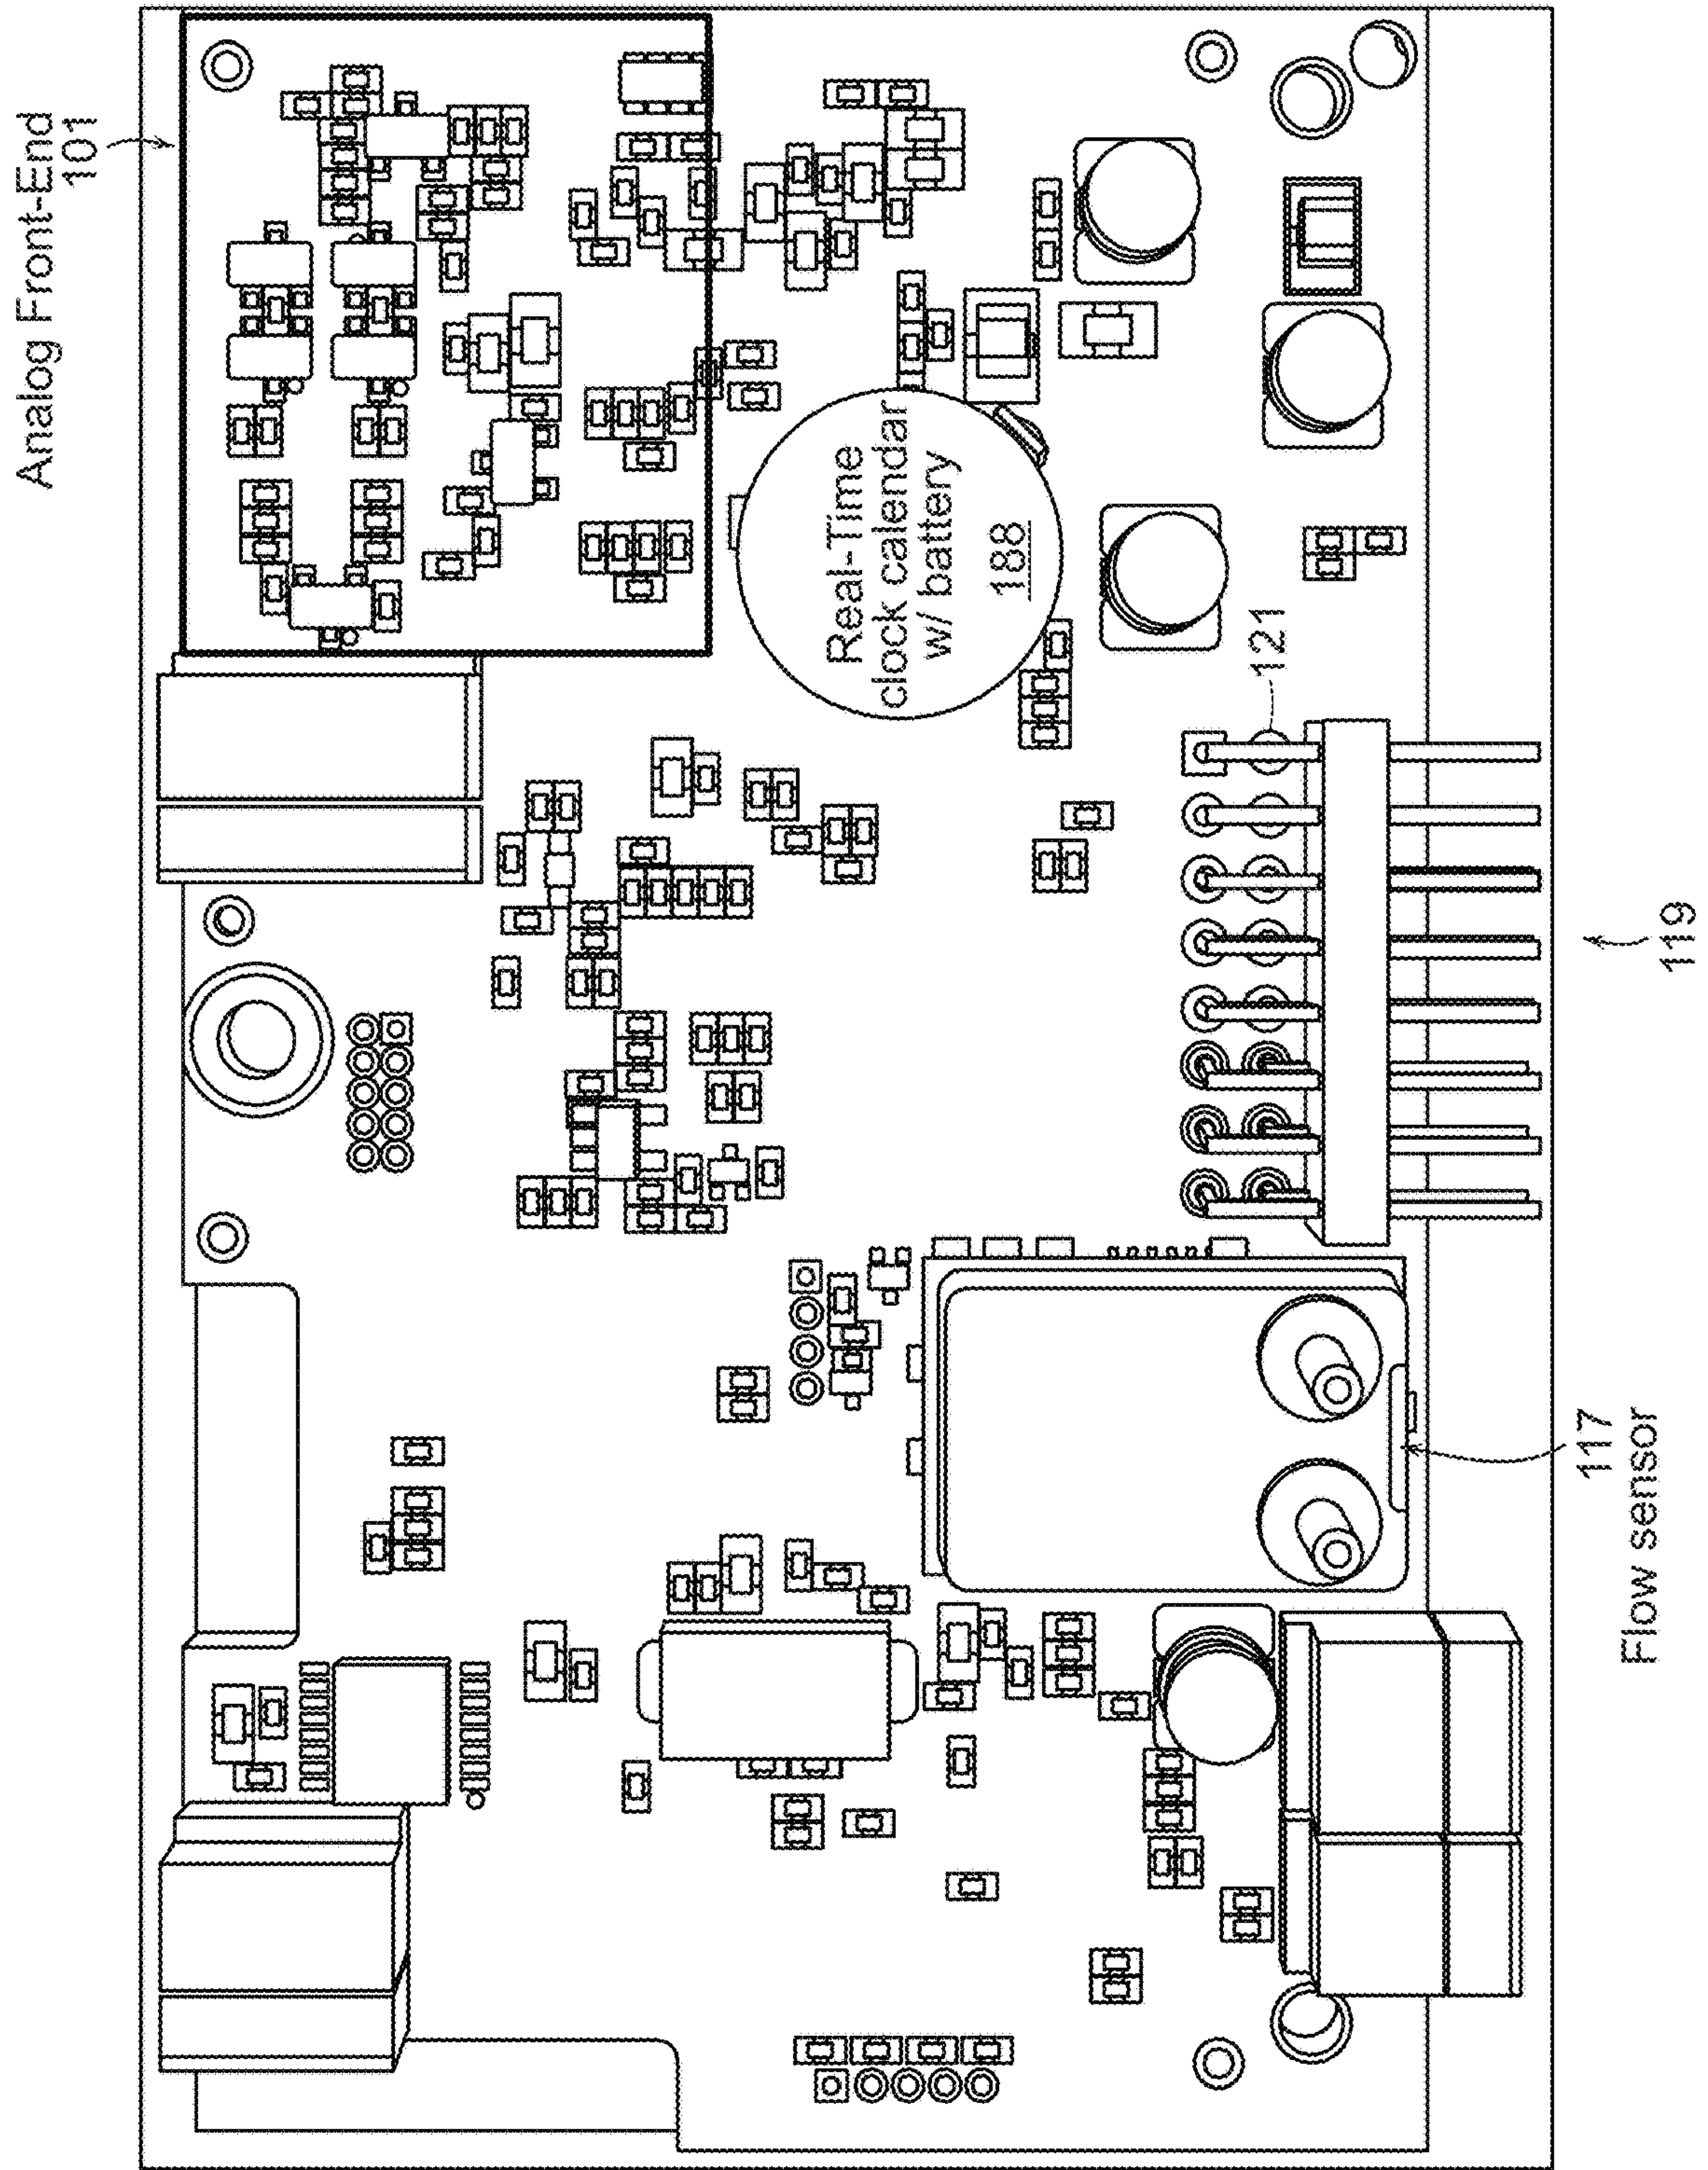 Analog Front-End
101
Real-Time
clock calendar
w/ battery
188
121
119
117
Flow sensor